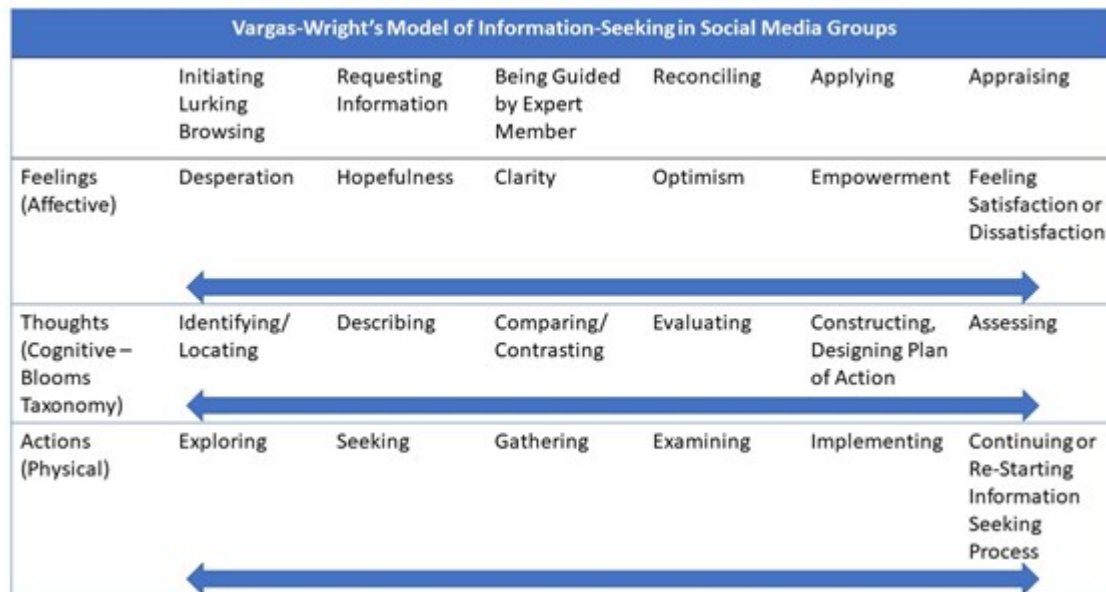 Vargas-Wright's Model of Information-Seeking in Social Media Groups
Initiating
Lurking
Browsing
Requesting
Information
Being Guided
by Expert
Member
Reconciling
Applying
Appraising
Feelings
(Affective)
Desperation
Hopefulness
Clarity
Optimism
Empowerment
Feeling
Satisfaction or
Dissatisfaction
Thoughts
(Cognitive –
Blooms
Taxonomy)
Identifying/
Locating
Describing
Comparing/
Contrasting
Evaluating
Constructing,
Designing Plan
of Action
Assessing
Actions
(Physical)
Exploring
Seeking
Gathering
Examining
Implementing
Continuing or
Re-Starting
Information
Seeking
Process